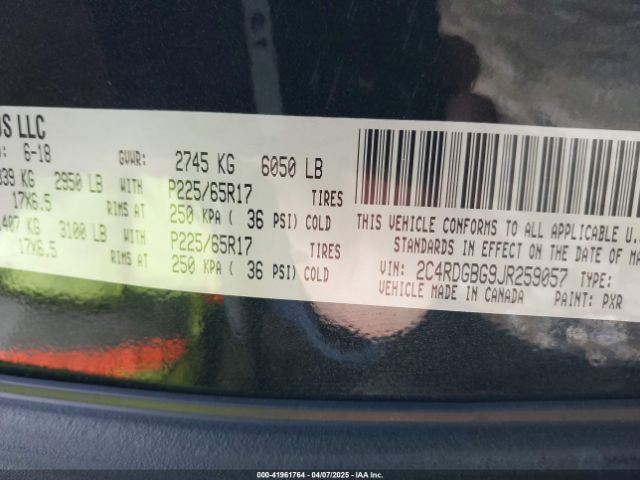 US LLC
6-18 GVWR: 2745 KG 6050 LB
339 KG 2950 LB WITH P225/65R17 TIRES
17X6.5 RIMS AT 250 KPA ( 36 PSI) COLD
407 KG 3100 LB WITH P225/65R17 TIRES
17X6.5 RIMS AT 250 KPA ( 36 PSI) COLD
THIS VEHICLE CONFORMS TO ALL APPLICABLE U.
STANDARDS IN EFFECT ON THE DATE OF MA
VIN: 2C4RDGBG9JR259057 TYPE:
VEHICLE MADE IN CANADA PAINT: PXR
000-41961764 - 04/07/2025 - IAA Inc.